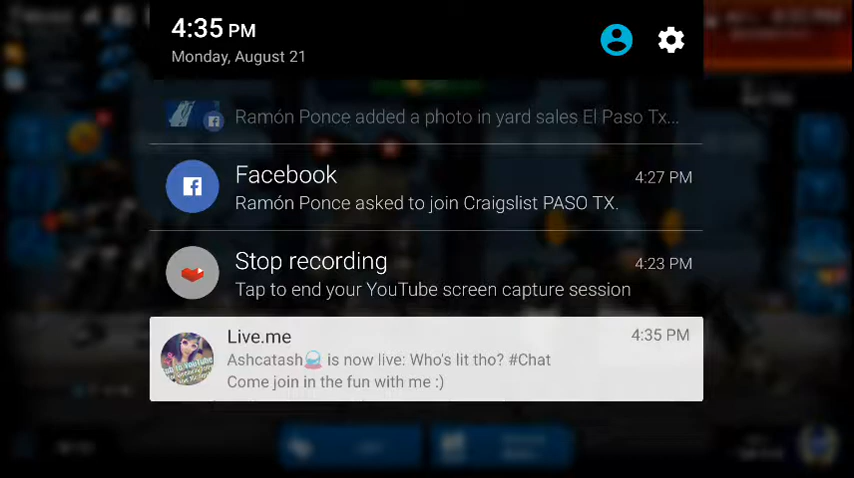 4:35 PM
Monday, August 21
Ramón Ponce added a photo in yard sales El Paso Tx...
Facebook
4:27 PM
Ramón Ponce asked to join Craigslist PASO TX.
Stop recording
4:23 PM
Tap to end your YouTube screen capture session
Live.me
4:35 PM
Ashcatash🔮 is now live: Who's lit tho? #Chat
Come join in the fun with me :)